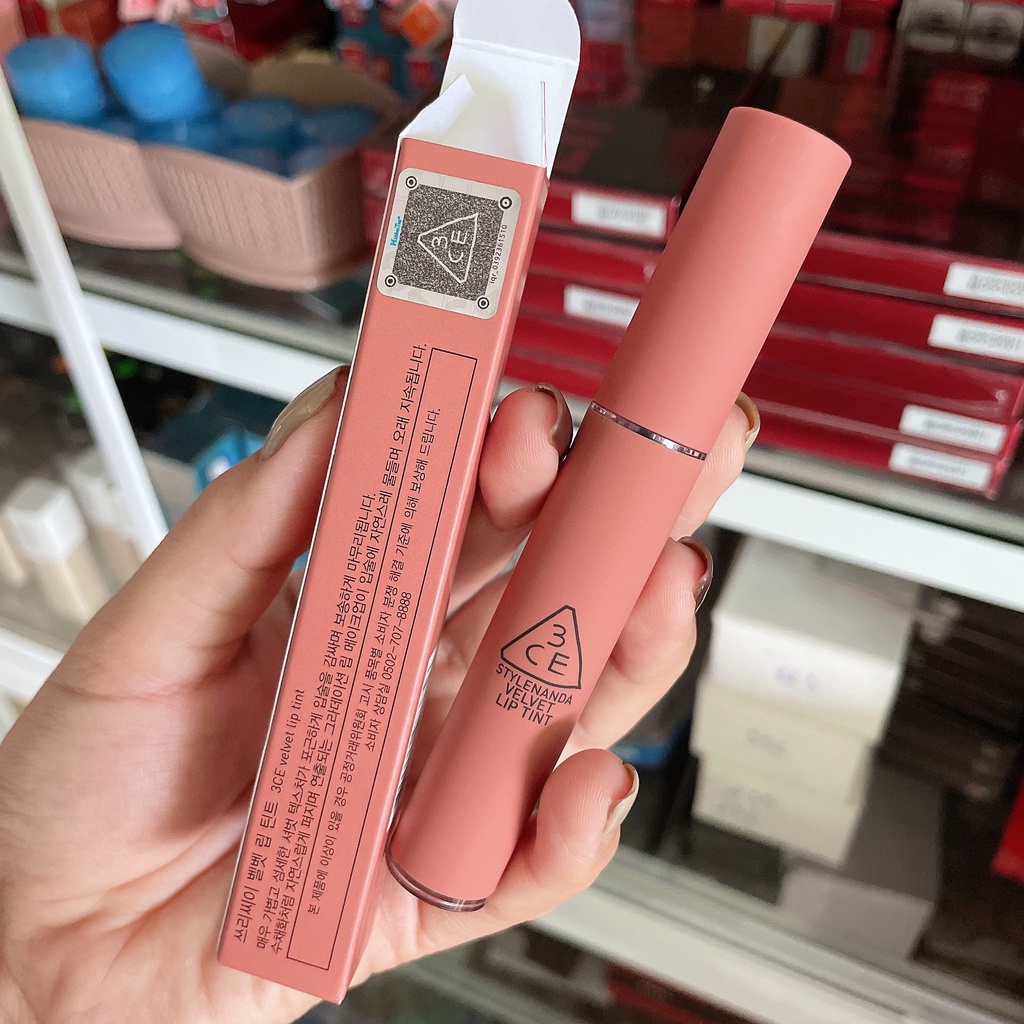 HiddenTag
3CE
iqr_0392361510
쓰리씨이 벨벳 립 틴트 3CE velvet lip tint
매우 가볍고 섬세한 셔벗 텍스처가 포근하게 입술을 감싸며 보송하게 마무리됩니다.
수채화처럼 자연스럽게 퍼지며 연출되는 그라데이션 립 메이크업이 입술에 자연스레 물들며 오래 지속됩니다.
본 제품에 이상이 있을 경우 공정거래위원회 고시 품목별 소비자 분쟁 해결 기준에 의해 보상해 드립니다.
소비자 상담실 0502-707-8888
3
CE
STYLENANDA
VELVET
LIP TINT